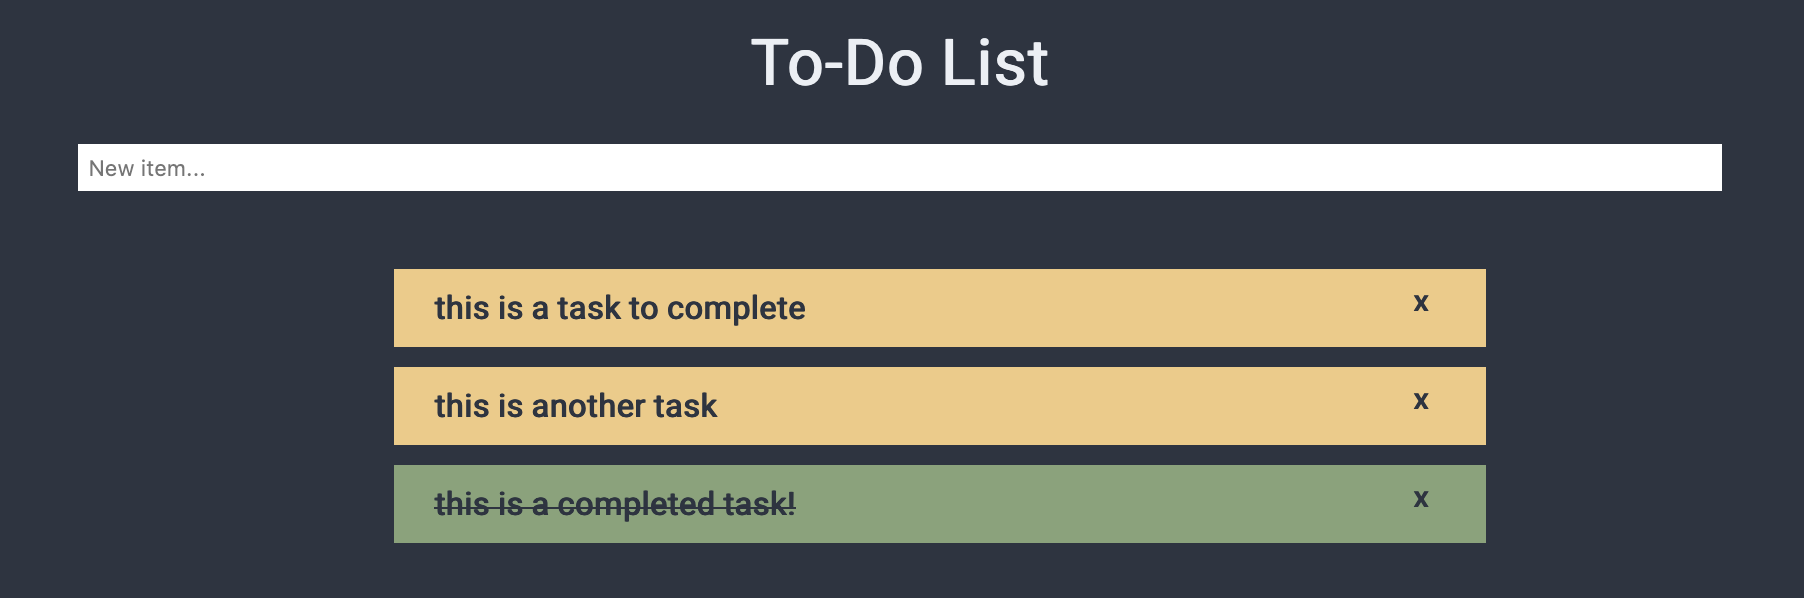 To-Do List
New item...
this is a task to complete x
this is another task x
this is a completed task! x